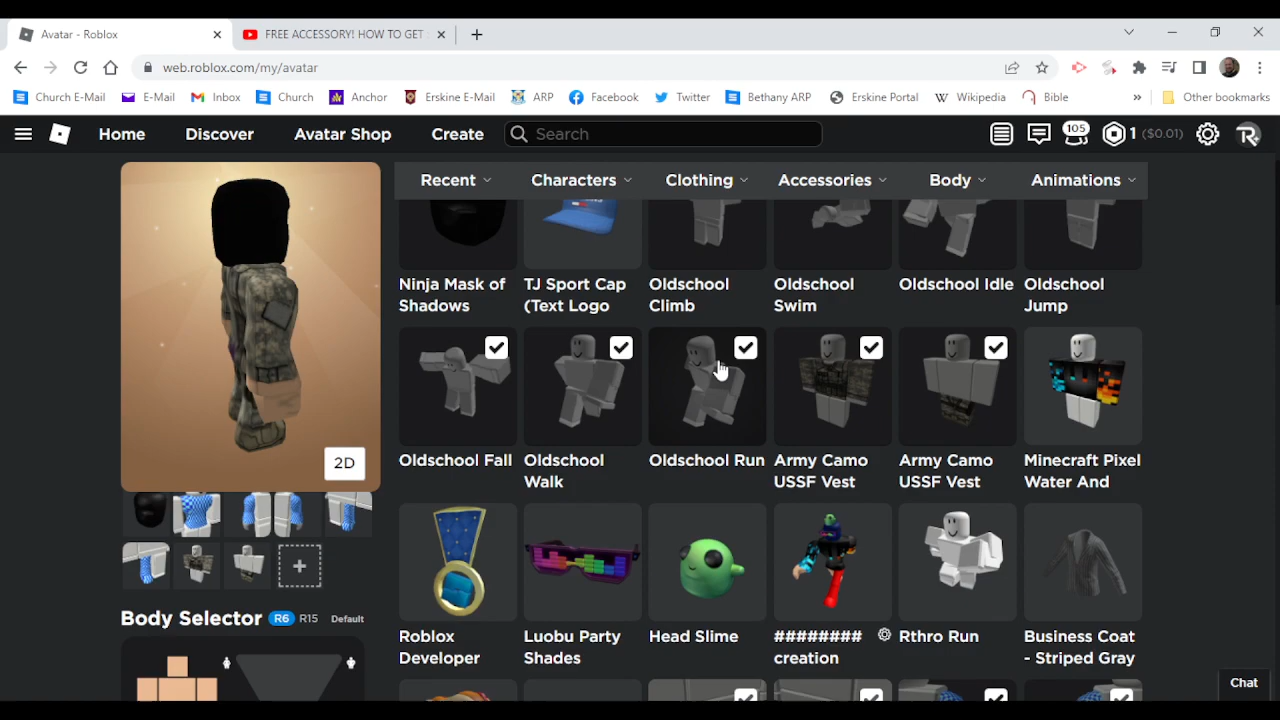 Avatar - Roblox
FREE ACCESSORY! HOW TO GET
web.roblox.com/my/avatar
Church E-Mail E-Mail Inbox Church Anchor Erskine E-Mail ARP Facebook Twitter Bethany ARP Erskine Portal Wikipedia Bible » Other bookmarks
Home Discover Avatar Shop Create Search 105 1 ($0.01)
Recent Characters Clothing Accessories Body Animations
Ninja Mask of Shadows
TJ Sport Cap (Text Logo
Oldschool Climb
Oldschool Swim
Oldschool Idle
Oldschool Jump
2D
Oldschool Fall
Oldschool Walk
Oldschool Run
Army Camo USSF Vest
Army Camo USSF Vest
Minecraft Pixel Water And
Body Selector R6 R15 Default
Roblox Developer
Luobu Party Shades
Head Slime
######## creation
Rthro Run
Business Coat - Striped Gray
Chat